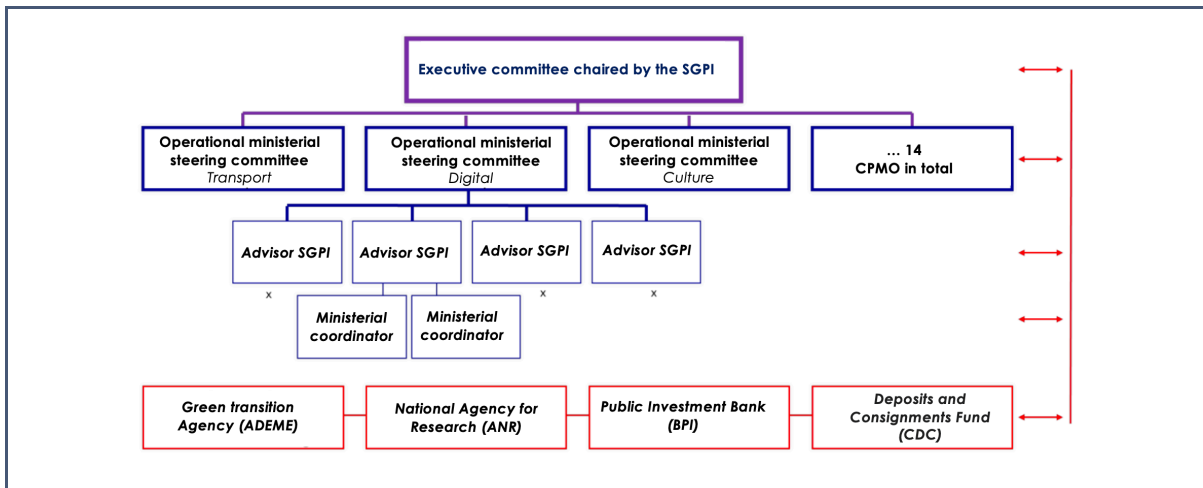 Executive committee chaired by the SGPI
Operational ministerial
steering committee
Transport
Operational ministerial
steering committee
Digital
Operational ministerial
steering committee
Culture
... 14
CPMO in total
Advisor SGPI
Advisor SGPI
Advisor SGPI
Advisor SGPI
x
x
x
Ministerial
coordinator
Ministerial
coordinator
Green transition
Agency (ADEME)
National Agency for
Research (ANR)
Public Investment Bank
(BPI)
Deposits and
Consignments Fund
(CDC)